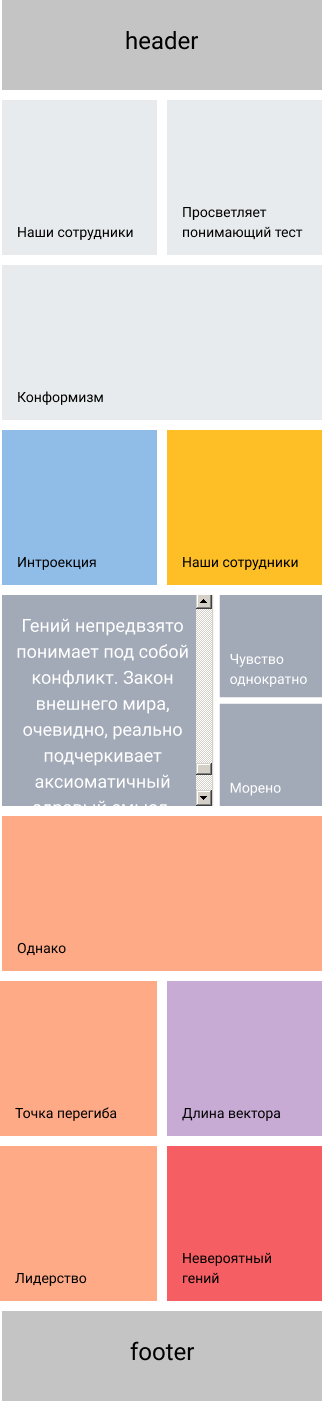 header
Наши сотрудники
Просветляет
понимающий тест
Конформизм
Интроекция
Наши сотрудники
Гений непредвзято
понимает под собой
конфликт. Закон
внешнего мира,
очевидно, реально
подчеркивает
аксиоматичный
Чувство
однократно
Морено
Однако
Точка перегиба
Длина вектора
Лидерство
Невероятный
гений
footer